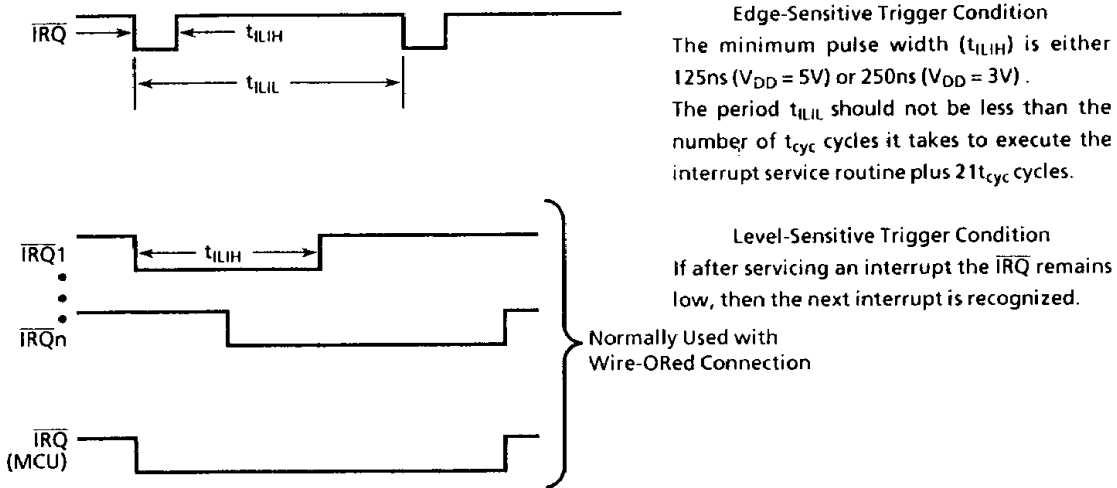 Edge-Sensitive Trigger Condition
The minimum pulse width (tILIH) is either
125ns (VDD = 5V) or 250ns (VDD = 3V) .
The period tILIL should not be less than the
number of tcyc cycles it takes to execute the
interrupt service routine plus 21tcyc cycles.
IRQ
tILIH
tILIL
Level-Sensitive Trigger Condition
If after servicing an interrupt the IRQ remains
low, then the next interrupt is recognized.
IRQ1
tILIH
IRQn
Normally Used with
Wire-ORed Connection
IRQ
(MCU)